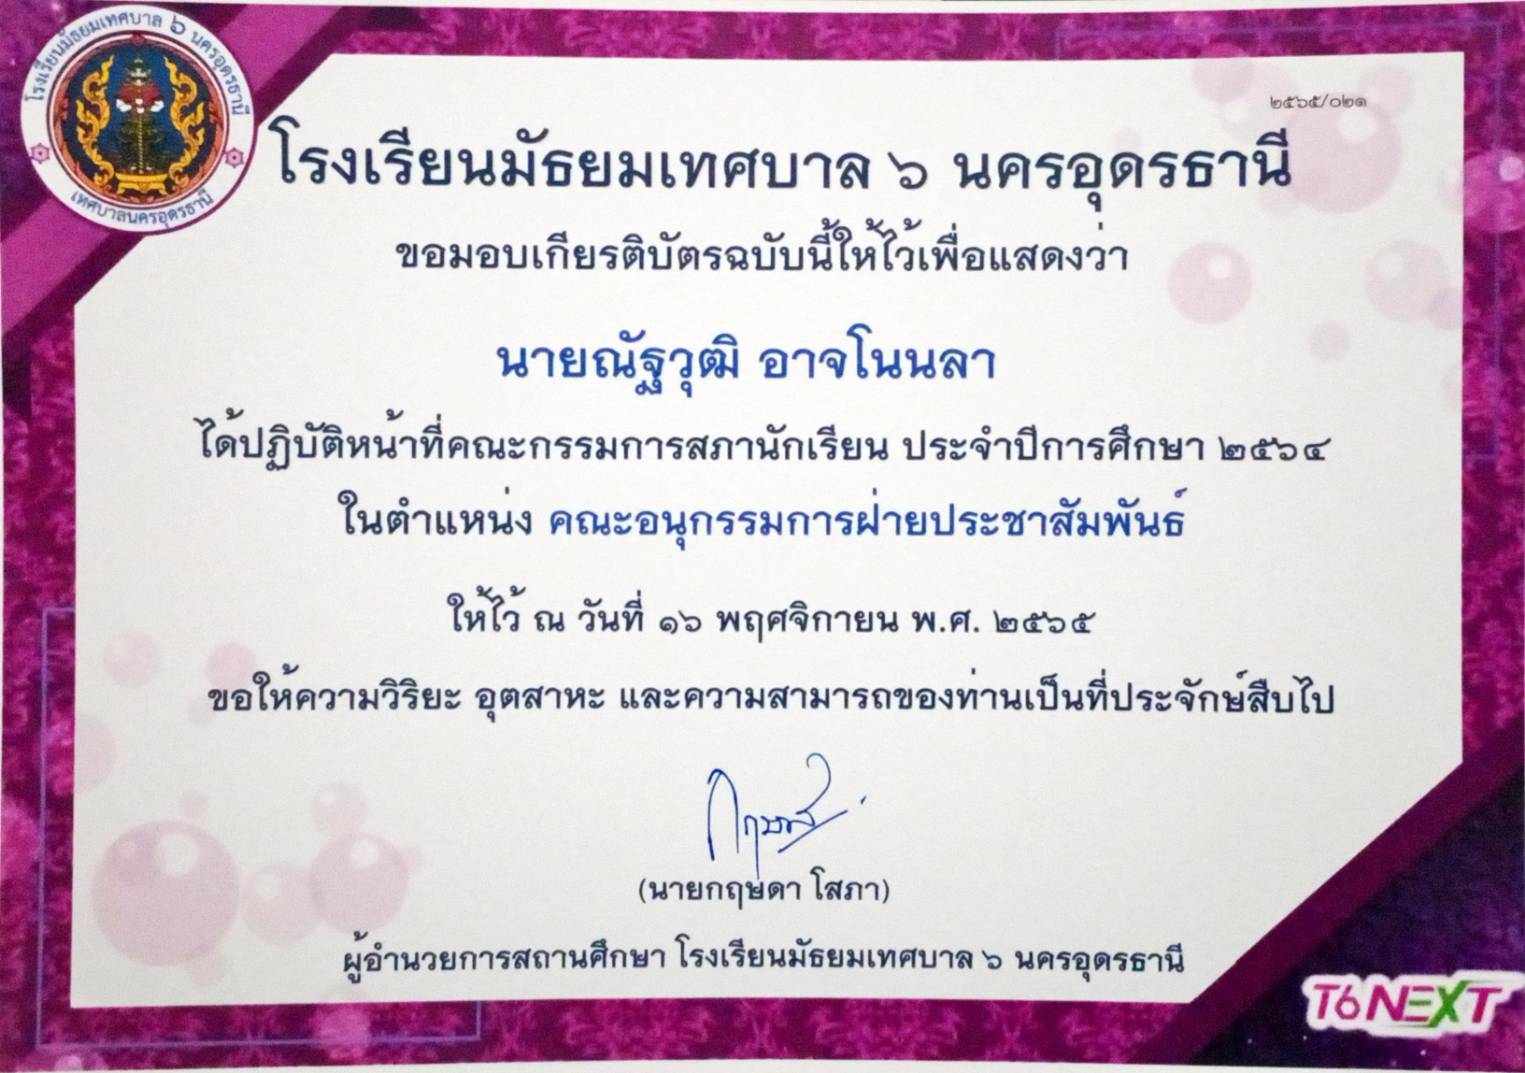 โรงเรียนมัธยมเทศบาล ๖ นครอุดรธานี
เทศบาลนครอุดรธานี
๒๕๖๕/๐๒๑
โรงเรียนมัธยมเทศบาล ๖ นครอุดรธานี
ขอมอบเกียรติบัตรฉบับนี้ให้ไว้เพื่อแสดงว่า
นายณัฐวุฒิ อาจโนนลา
ได้ปฏิบัติหน้าที่คณะกรรมการสภานักเรียน ประจำปีการศึกษา ๒๕๖๔
ในตำแหน่ง คณะอนุกรรมการฝ่ายประชาสัมพันธ์
ให้ไว้ ณ วันที่ ๑๖ พฤศจิกายน พ.ศ. ๒๕๖๕
ขอให้ความวิริยะ อุตสาหะ และความสามารถของท่านเป็นที่ประจักษ์สืบไป
(นายกฤษดา โสภา)
ผู้อำนวยการสถานศึกษา โรงเรียนมัธยมเทศบาล ๖ นครอุดรธานี
T6 NEXT